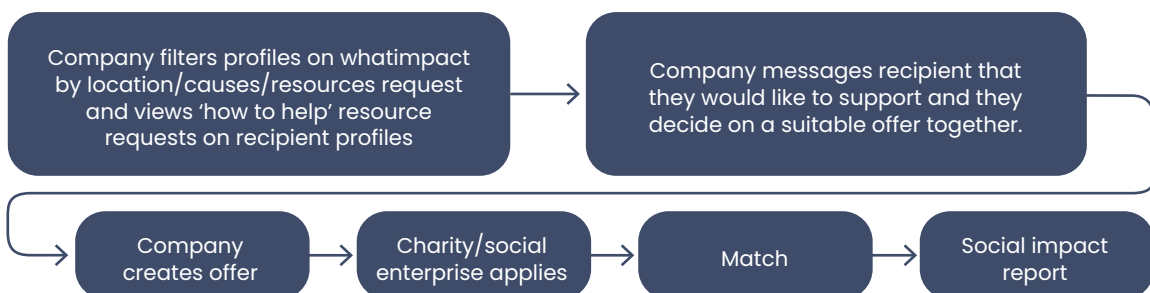 Company filters profiles on whatimpact
by location/causes/resources request
and views ‘how to help’ resource
requests on recipient profiles
Company messages recipient that
they would like to support and they
decide on a suitable offer together.
Company
creates offer
Charity/social
enterprise applies
Match
Social impact
report